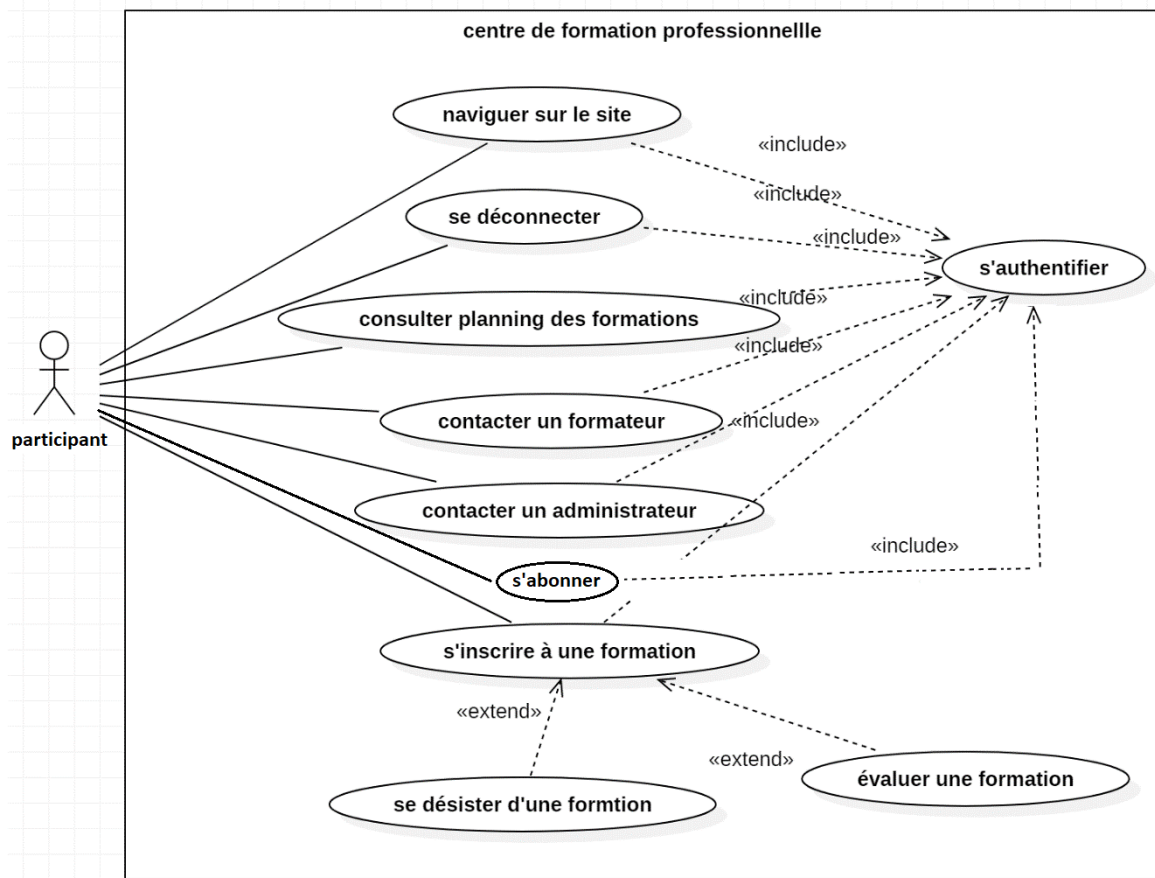 centre de formation professionnellle
naviguer sur le site
«include»
«include»
se déconnecter
«include»
s'authentifier
«include»
consulter planning des formations
«include»
contacter un formateur
«include»
participant
contacter un administrateur
«include»
s'abonner
s'inscrire à une formation
«extend»
«extend»
évaluer une formation
se désister d'une formtion